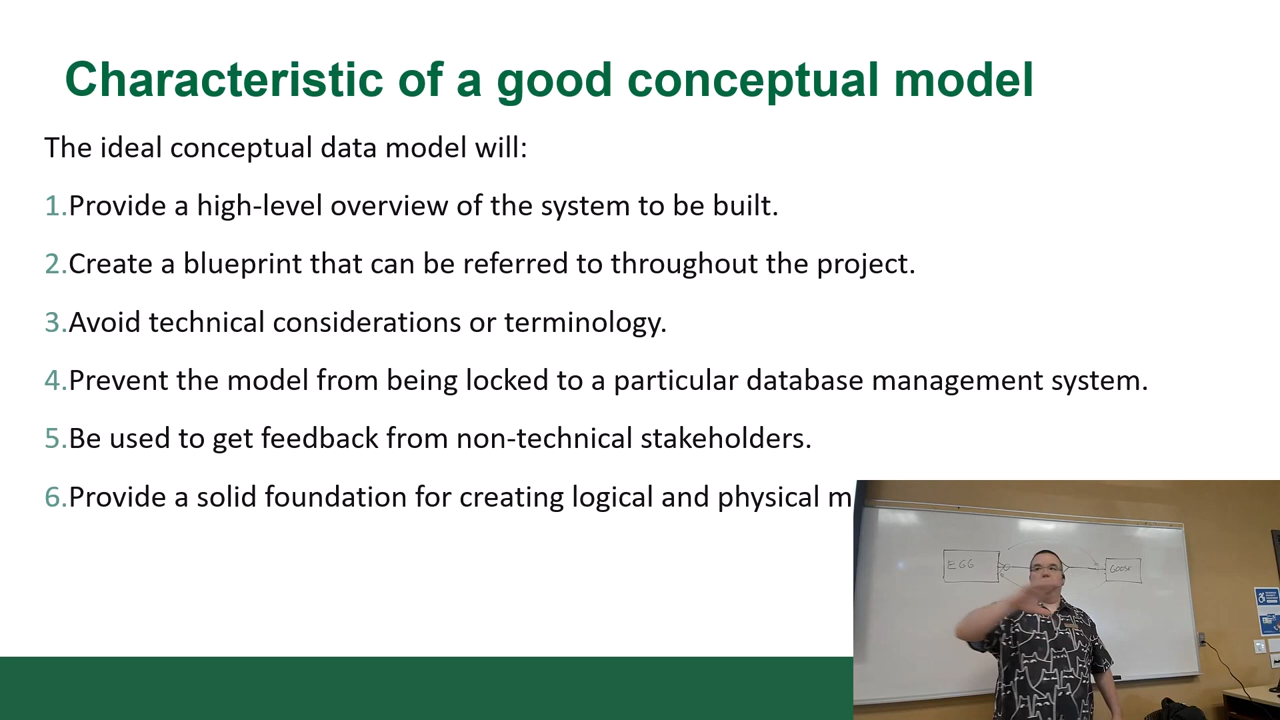 Characteristic of a good conceptual model
The ideal conceptual data model will:
1.Provide a high-level overview of the system to be built.
2.Create a blueprint that can be referred to throughout the project.
3.Avoid technical considerations or terminology.
4.Prevent the model from being locked to a particular database management system.
5.Be used to get feedback from non-technical stakeholders.
6.Provide a solid foundation for creating logical and physical m
EGG
GOOSE